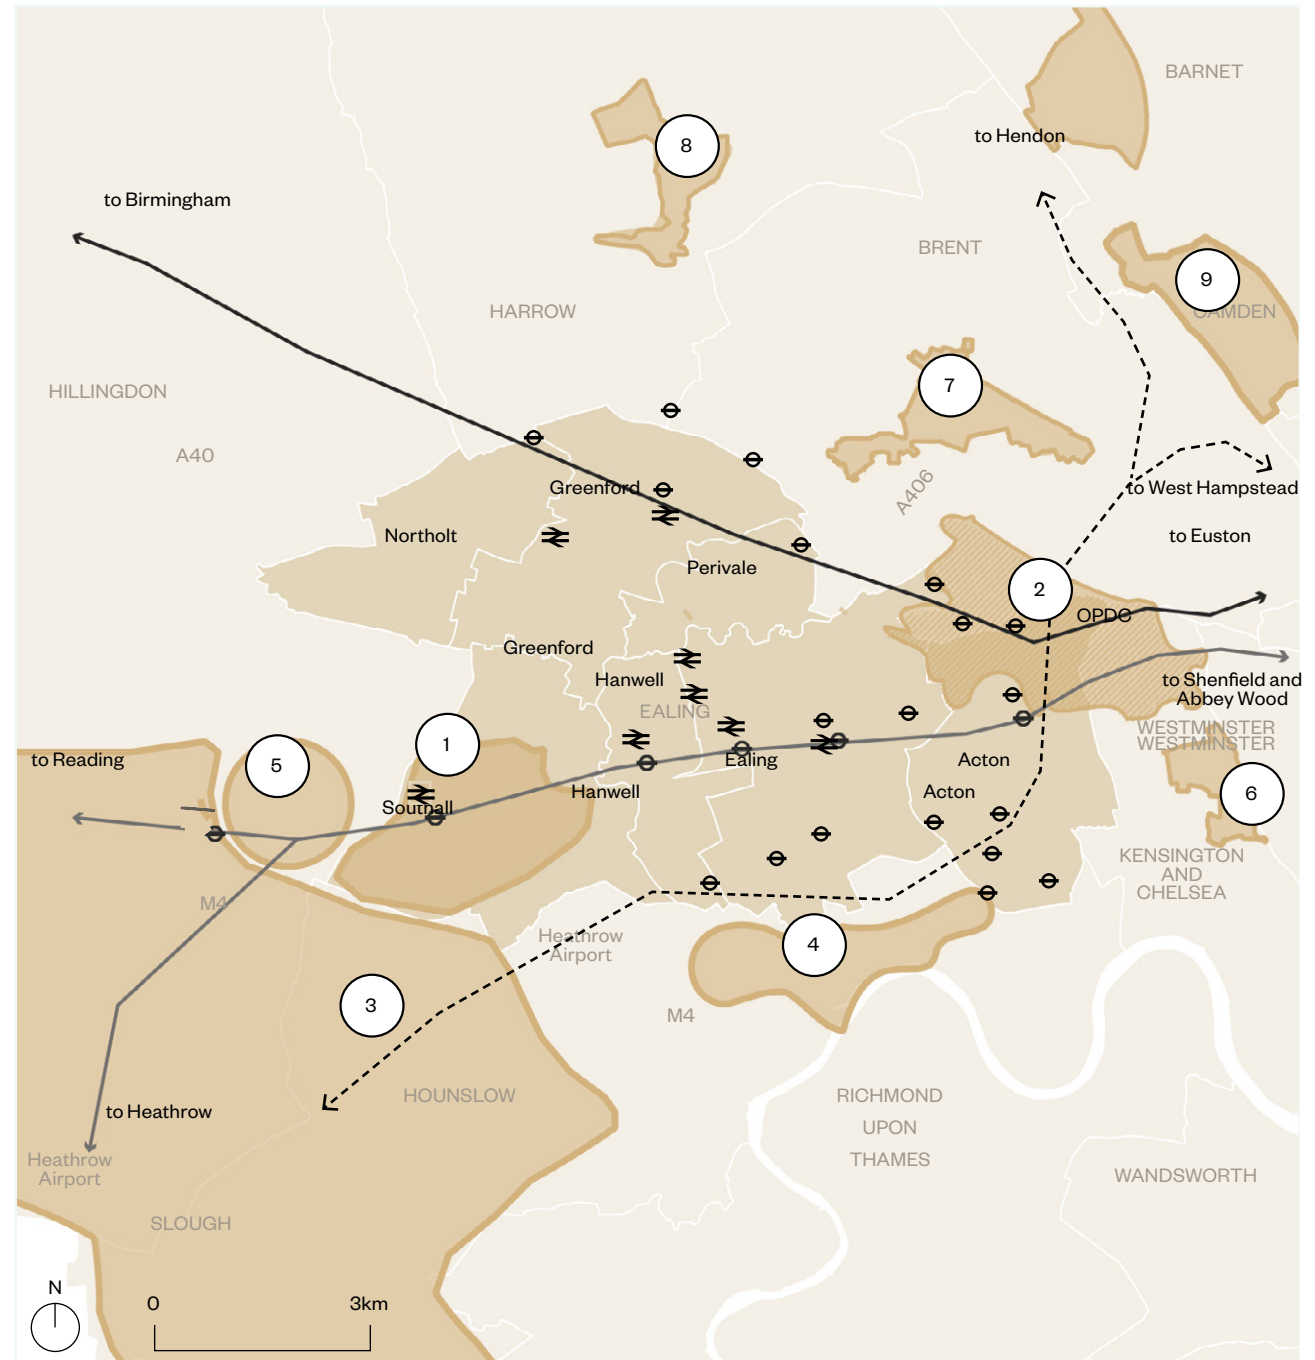 BARNET
to Hendon
8
to Birmingham
BRENT
9
CAMDEN
HARROW
7
HILLINGDON
A40
Greenford
A406
to West Hampstead
Northolt
to Euston
Perivale
2
OPDC
Greenford
Hanwell
to Shenfield and
Abbey Wood
EALING
WESTMINSTER
WESTMINSTER
1
to Reading
5
Ealing
Acton
Southall
Hanwell
Acton
6
KENSINGTON
AND
CHELSEA
M4
Heathrow
Airport
4
3
M4
HOUNSLOW
RICHMOND
UPON
THAMES
to Heathrow
Heathrow
Airport
WANDSWORTH
SLOUGH
N
0
3km